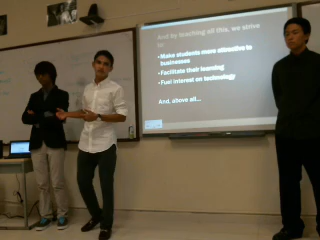 And by teaching all this, we strive
to:
• Make students more attractive to
businesses
• Facilitate their learning
• Fuel interest on technology
And, above all...